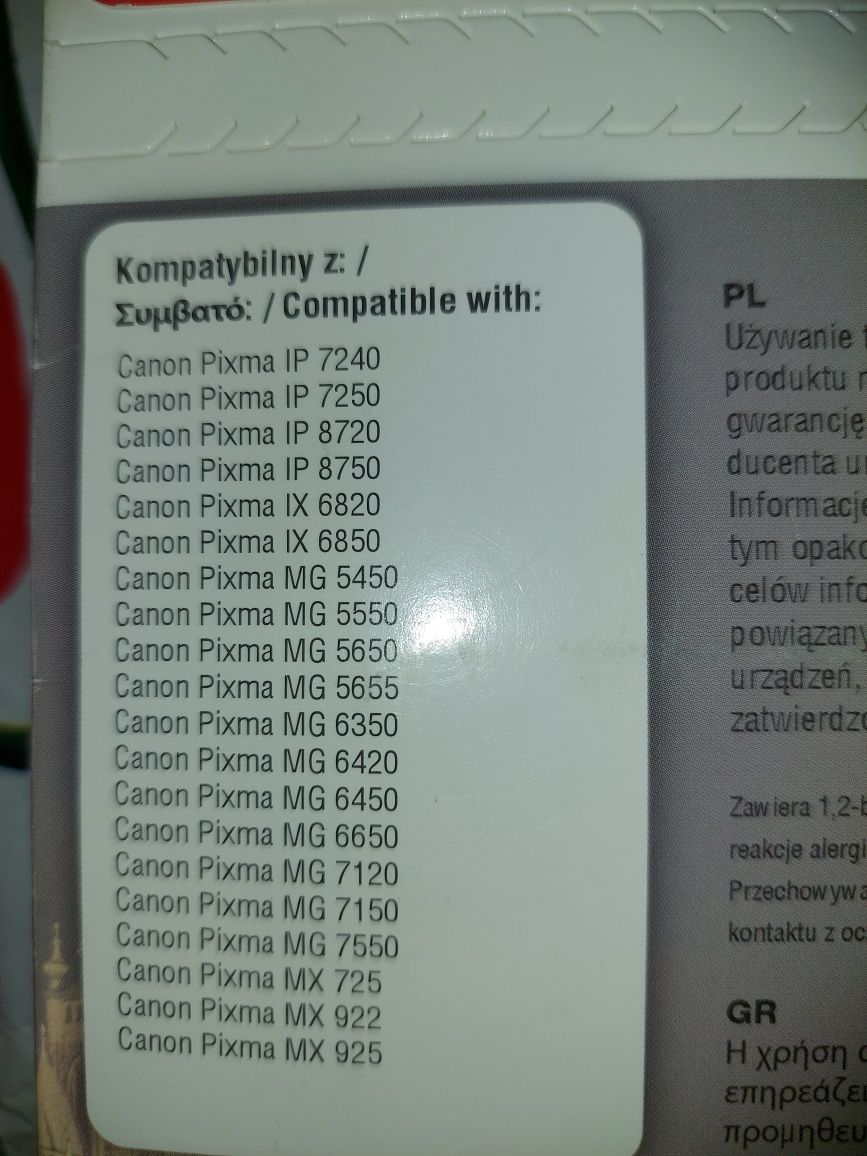 Kompatybilny z: /
Συμβατό: / Compatible with:
Canon Pixma IP 7240
Canon Pixma IP 7250
Canon Pixma IP 8720
Canon Pixma IP 8750
Canon Pixma IX 6820
Canon Pixma IX 6850
Canon Pixma MG 5450
Canon Pixma MG 5550
Canon Pixma MG 5650
Canon Pixma MG 5655
Canon Pixma MG 6350
Canon Pixma MG 6420
Canon Pixma MG 6450
Canon Pixma MG 6650
Canon Pixma MG 7120
Canon Pixma MG 7150
Canon Pixma MG 7550
Canon Pixma MX 725
Canon Pixma MX 922
Canon Pixma MX 925
PL
Używanie
produktu
gwarancję
ducenta
Informacje
tym
celów
urządzeń,
Zawiera
reakcje
kontaktu z
GR
Η χρήση